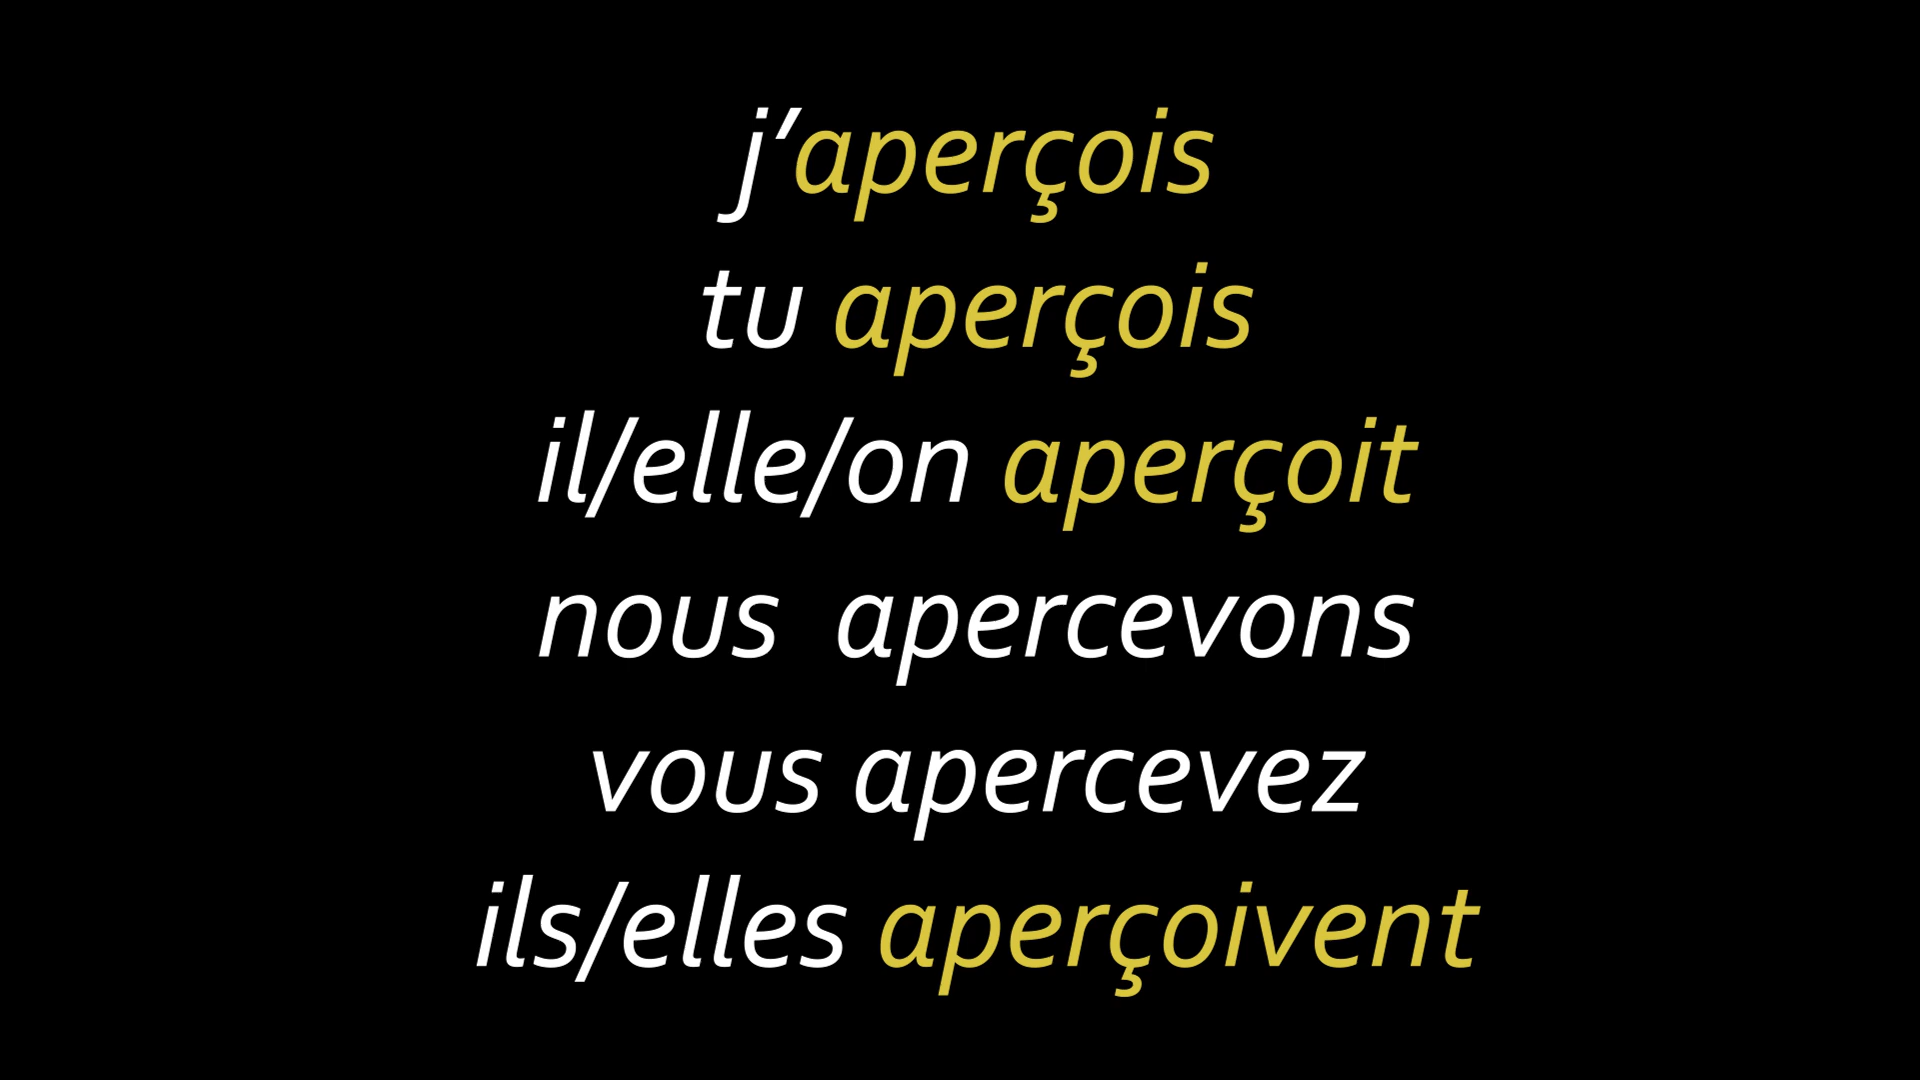 j’aperçois
tu aperçois
il/elle/on aperçoit
nous  apercevons
vous apercevez
ils/elles aperçoivent